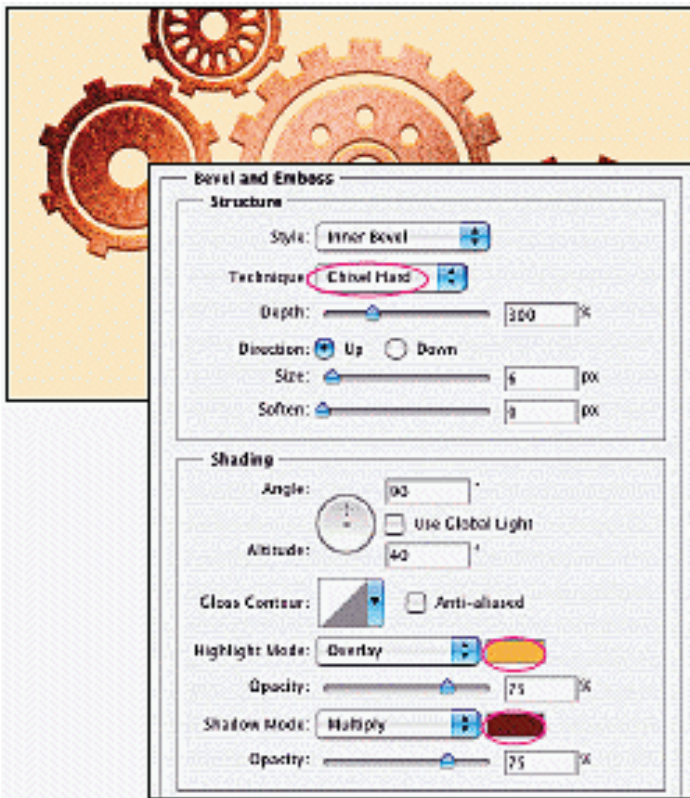 Bevel and Emboss
Structure
Style: Inner Bevel
Technique: Chisel Hard
Depth: 300 %
Direction: Up Down
Size: 6 px
Soften: 0 px
Shading
Angle: 90 °
Use Global Light
Altitude: 40 °
Gloss Contour: Anti-aliased
Highlight Mode: Overlay
Opacity: 75 %
Shadow Mode: Multiply
Opacity: 75 %